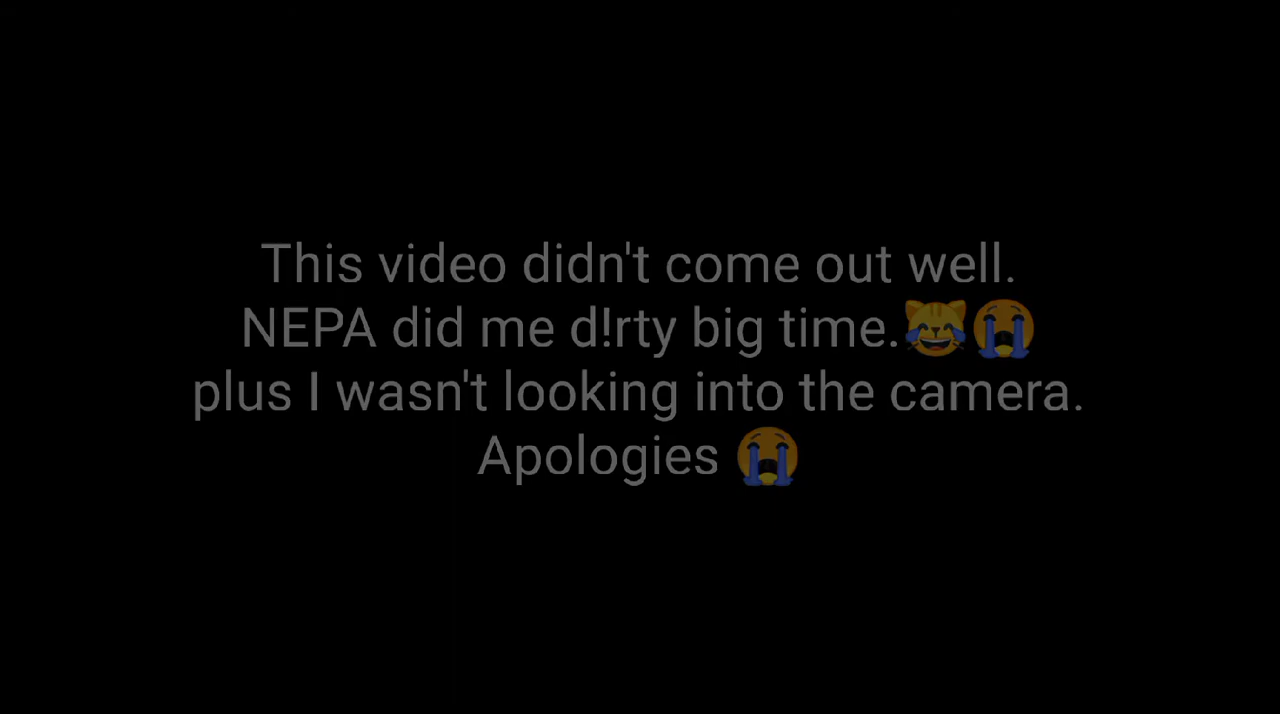 This video didn't come out well.
NEPA did me d!rty big time.😹😭
plus I wasn't looking into the camera.
Apologies 😭